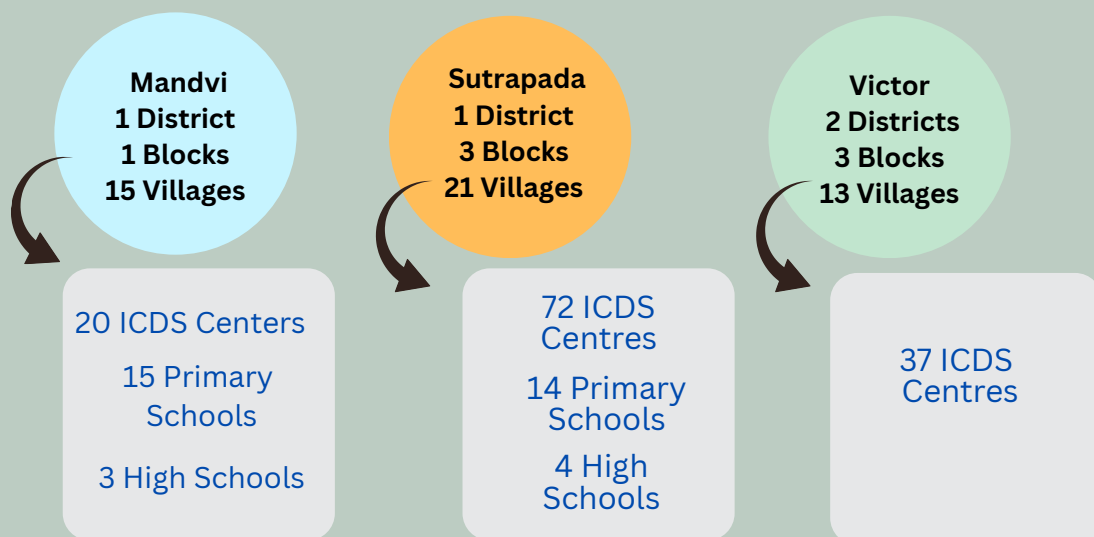 Mandvi
1 District
1 Blocks
15 Villages
20 ICDS Centers
15 Primary
Schools
3 High Schools
Sutrapada
1 District
3 Blocks
21 Villages
72 ICDS
Centres
14 Primary
Schools
4 High
Schools
Victor
2 Districts
3 Blocks
13 Villages
37 ICDS
Centres